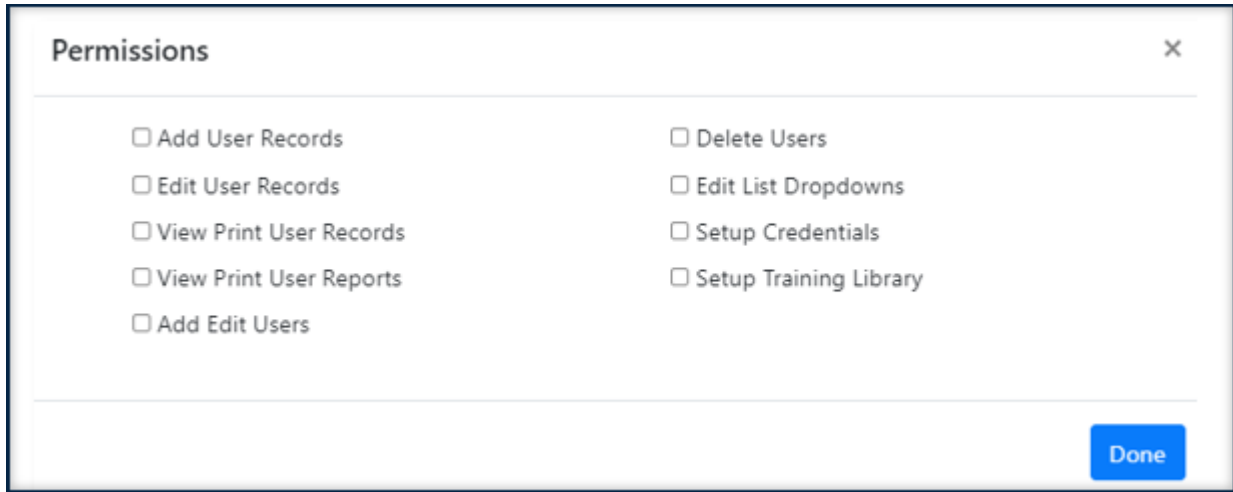 Permissions ×
Add User Records
Edit User Records
View Print User Records
View Print User Reports
Add Edit Users
Delete Users
Edit List Dropdowns
Setup Credentials
Setup Training Library
Done